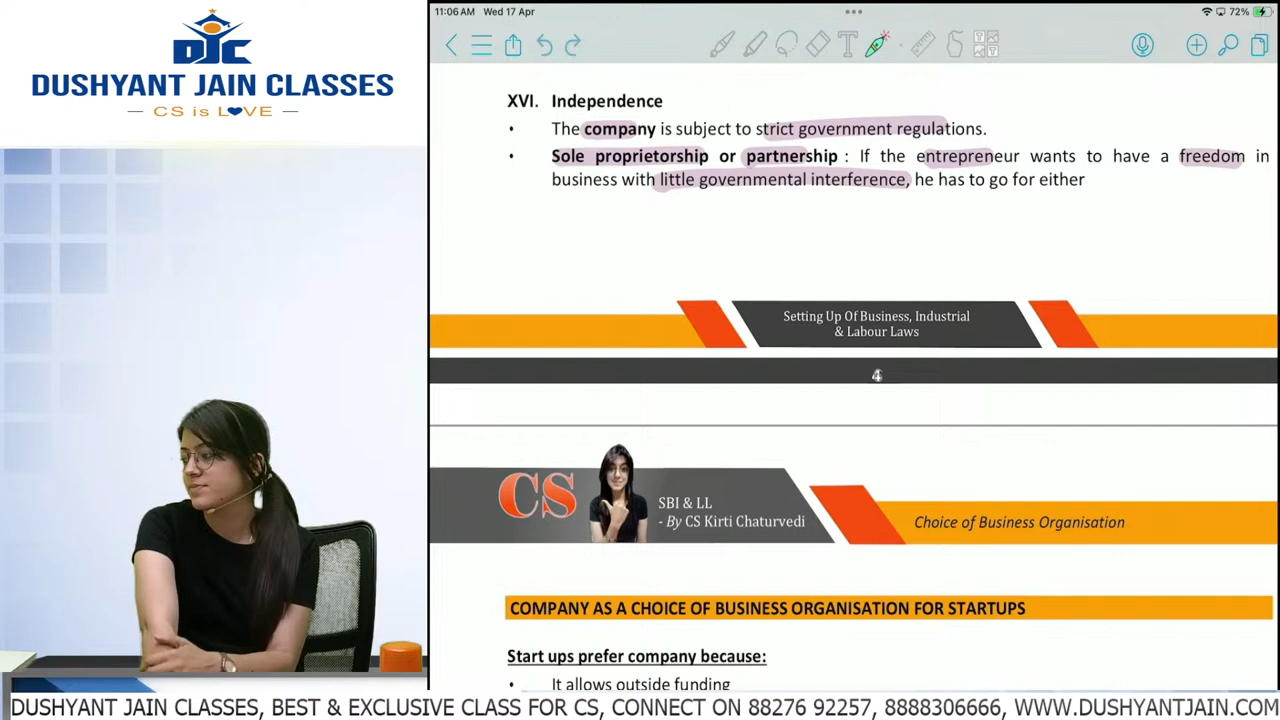 11:06 AM Wed 17 Apr
72%
DJC
DUSHYANT JAIN CLASSES
— CS is LOVE —
XVI. Independence
• The company is subject to strict government regulations.
• Sole proprietorship or partnership : If the entrepreneur wants to have a freedom in
business with little governmental interference, he has to go for either
Setting Up Of Business, Industrial
& Labour Laws
4
CS
SBI & LL
- By CS Kirti Chaturvedi
Choice of Business Organisation
COMPANY AS A CHOICE OF BUSINESS ORGANISATION FOR STARTUPS
Start ups prefer company because:
• It allows outside funding
DUSHYANT JAIN CLASSES, BEST & EXCLUSIVE CLASS FOR CS, CONNECT ON 88276 92257, 8888306666, WWW.DUSHYANTJAIN.COM